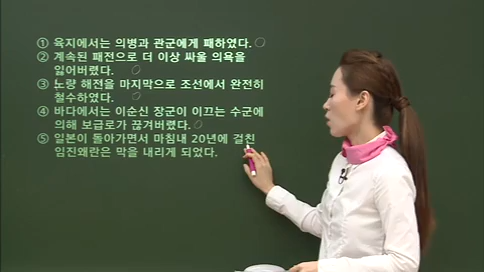 ① 육지에서는 의병과 관군에게 패하였다.
② 계속된 패전으로 더 이상 싸울 의욕을
잃어버렸다.
③ 노량 해전을 마지막으로 조선에서 완전히
철수하였다.
④ 바다에서는 이순신 장군이 이끄는 수군에
의해 보급로가 끊겨버렸다.
⑤ 일본이 돌아가면서 마침내 20년에 걸친
임진왜란은 막을 내리게 되었다.